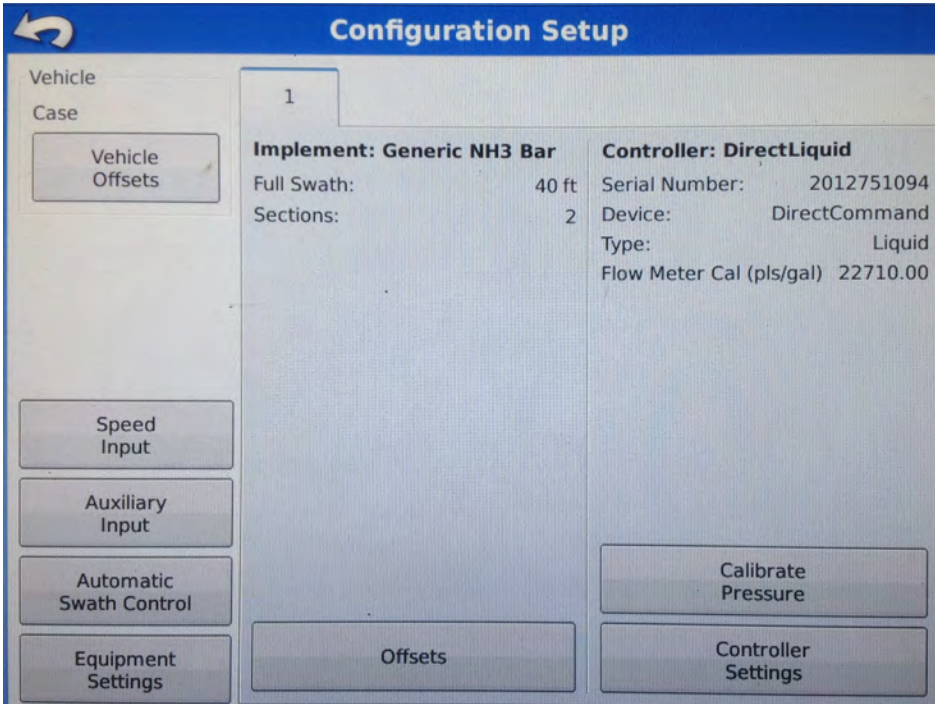 Configuration Setup
Vehicle
Case
Vehicle
Offsets
Speed
Input
Auxiliary
Input
Automatic
Swath Control
Equipment
Settings
1
Implement: Generic NH3 Bar
Full Swath: 40 ft
Sections: 2
Offsets
Controller: DirectLiquid
Serial Number: 2012751094
Device: DirectCommand
Type: Liquid
Flow Meter Cal (pls/gal) 22710.00
Calibrate
Pressure
Controller
Settings